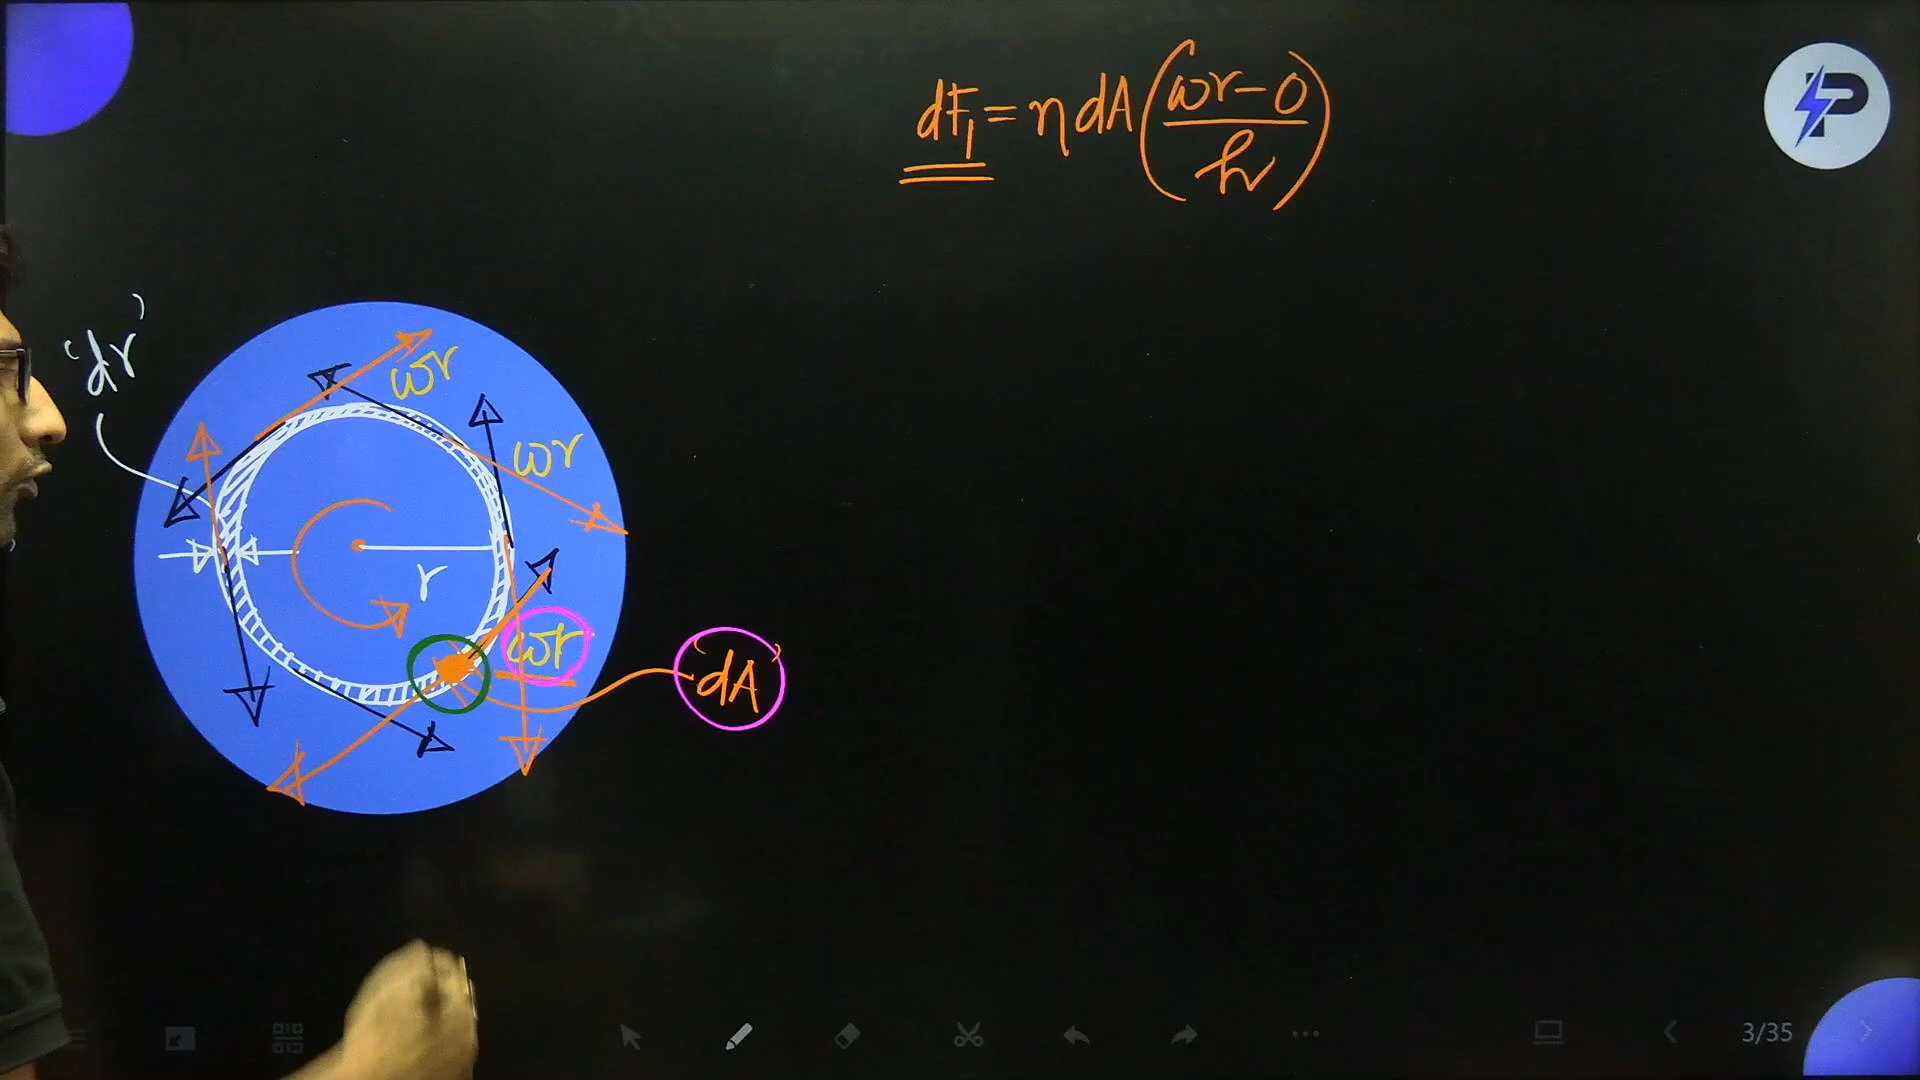 dF₁ = η dA (ωr - 0 / h)
'dr'
ωr
ωr
r
ωr
'dA'
3/35